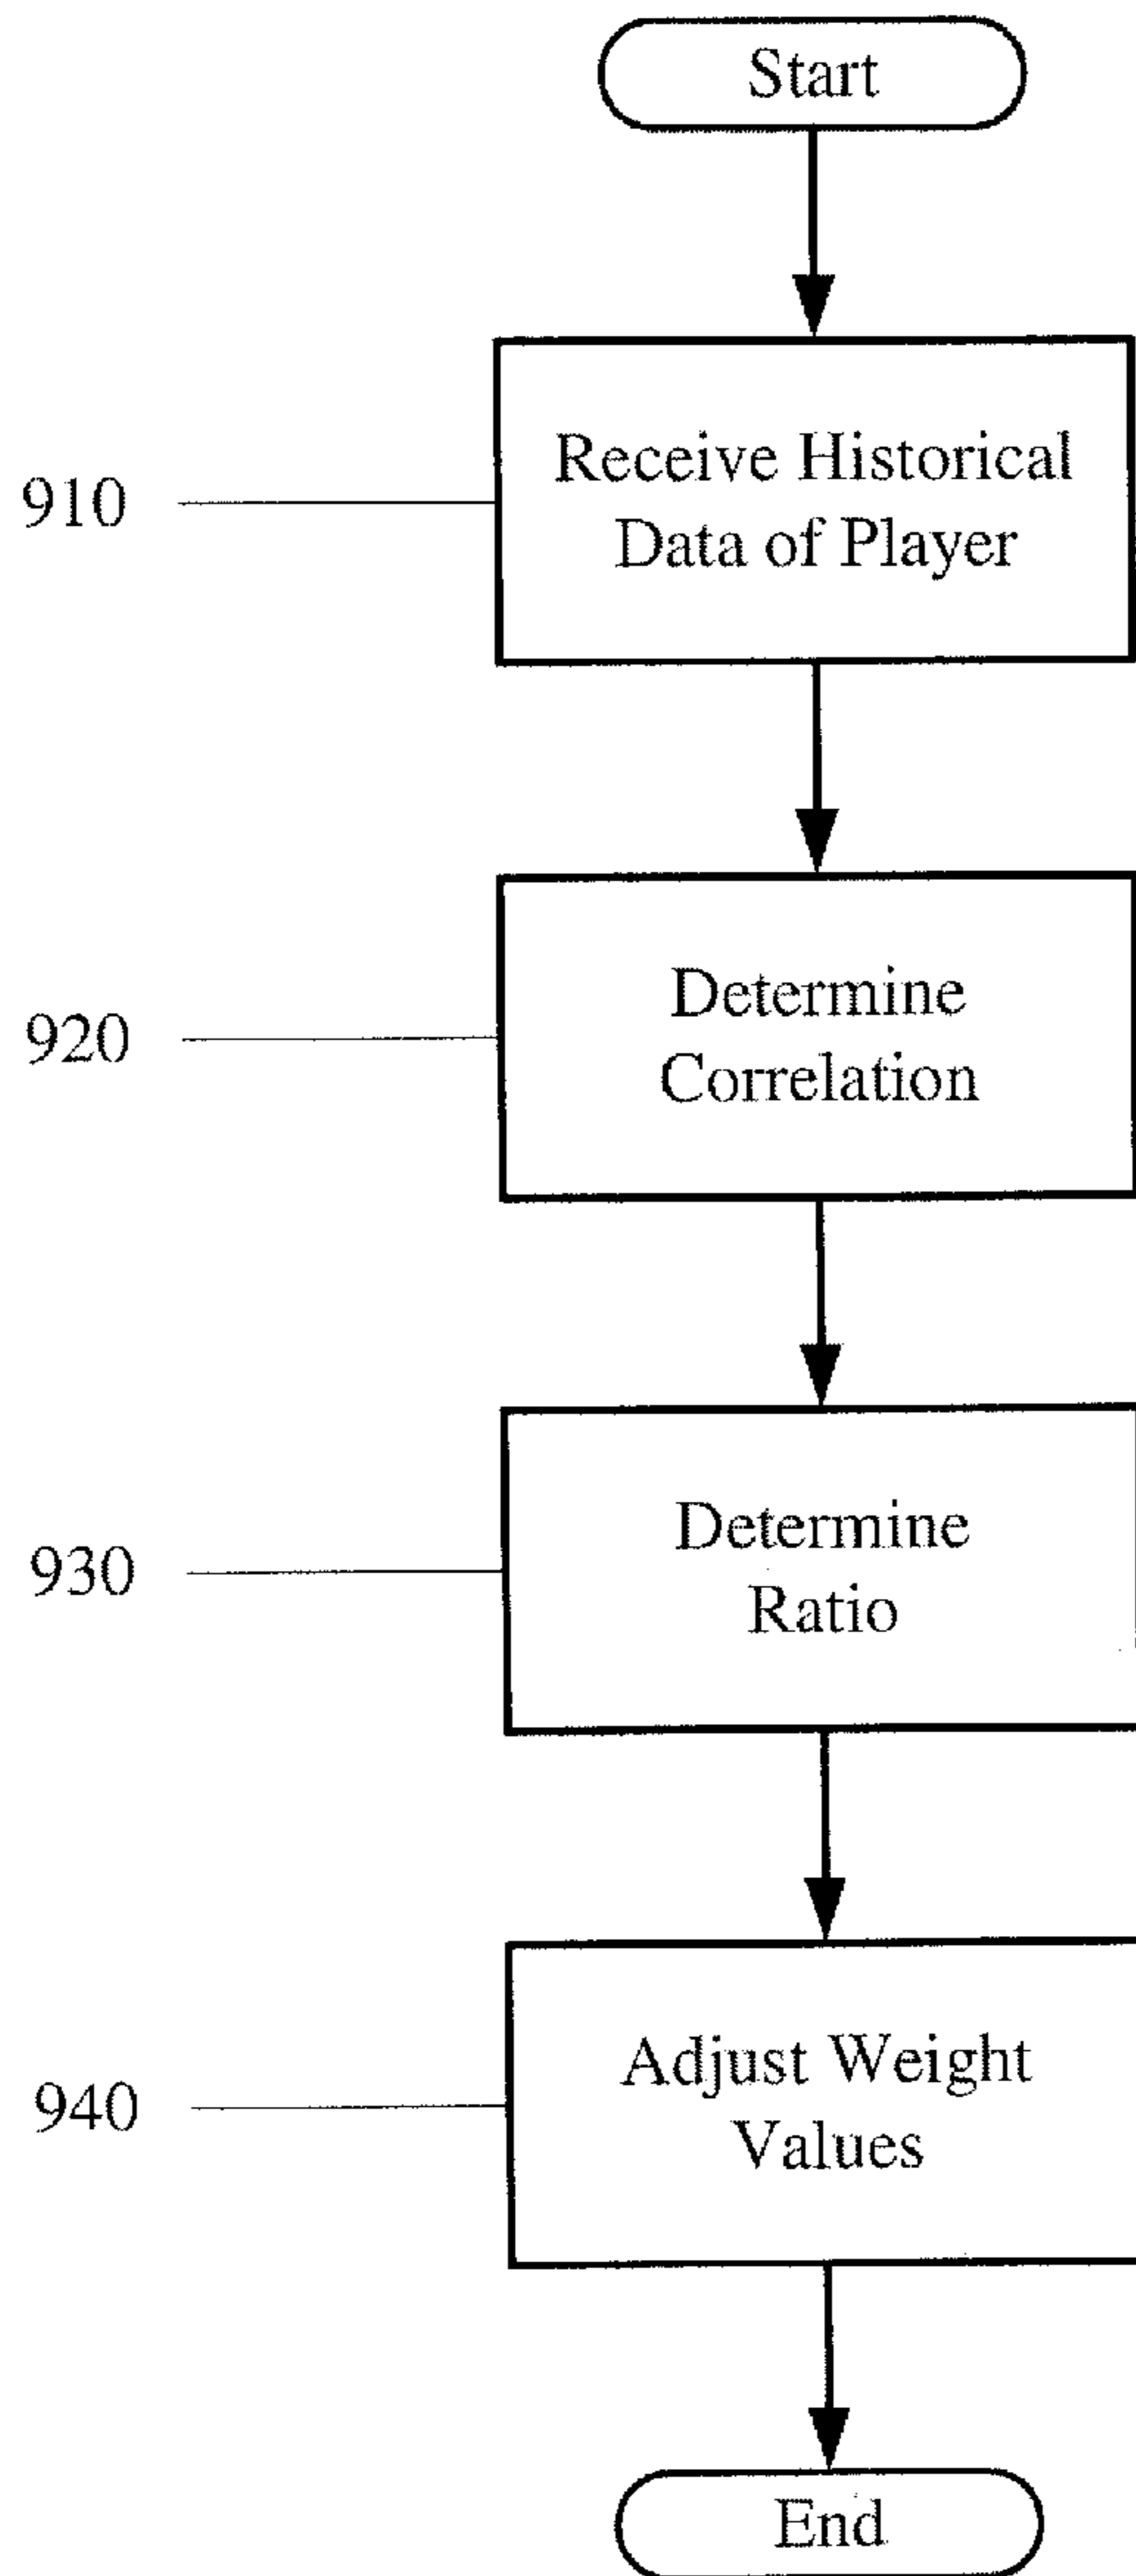 Start
910
Receive Historical
Data of Player
920
Determine
Correlation
930
Determine
Ratio
940
Adjust Weight
Values
End